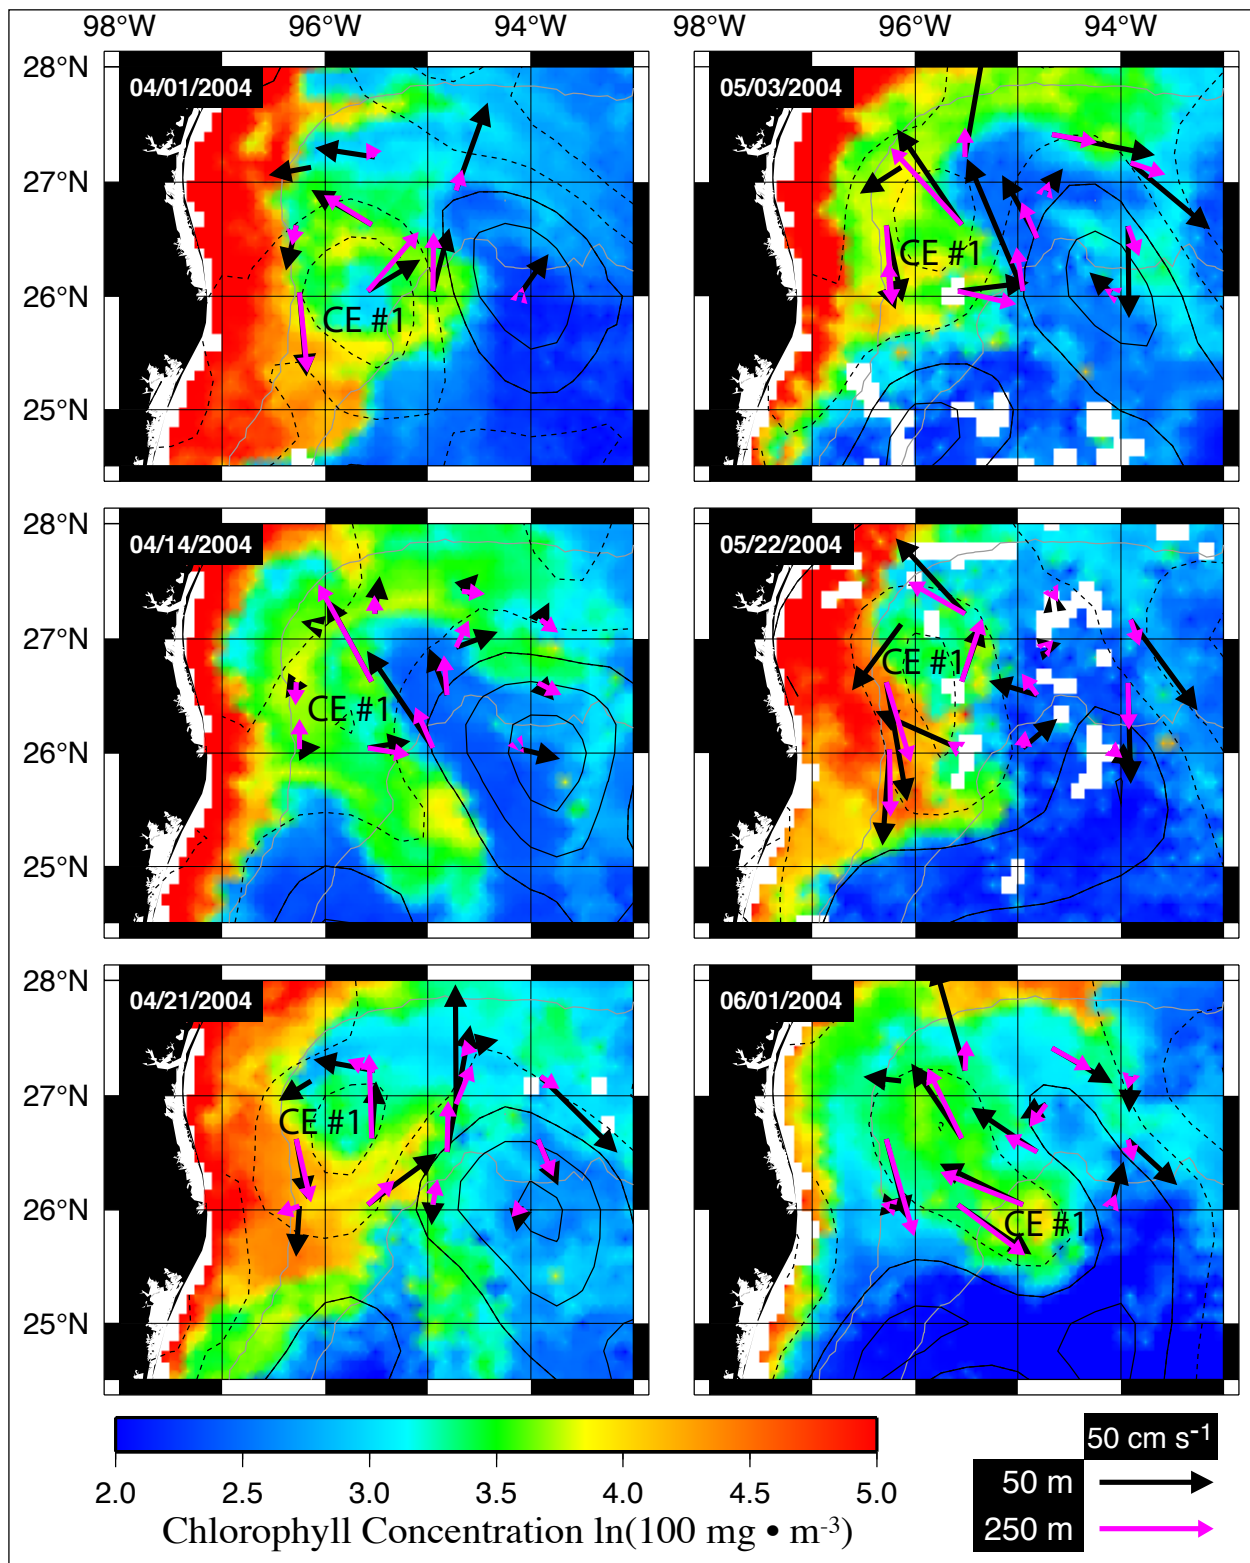 98°W 96°W 94°W 98°W 96°W 94°W
28°N
04/01/2004
05/03/2004
27°N
26°N
25°N
CE #1
CE #1
28°N
04/14/2004
05/22/2004
27°N
26°N
25°N
CE #1
CE #1
28°N
04/21/2004
06/01/2004
27°N
26°N
25°N
CE #1
CE #1
2.0 2.5 3.0 3.5 4.0 4.5 5.0
Chlorophyll Concentration ln(100 mg • m⁻³)
50 cm s⁻¹
50 m
250 m